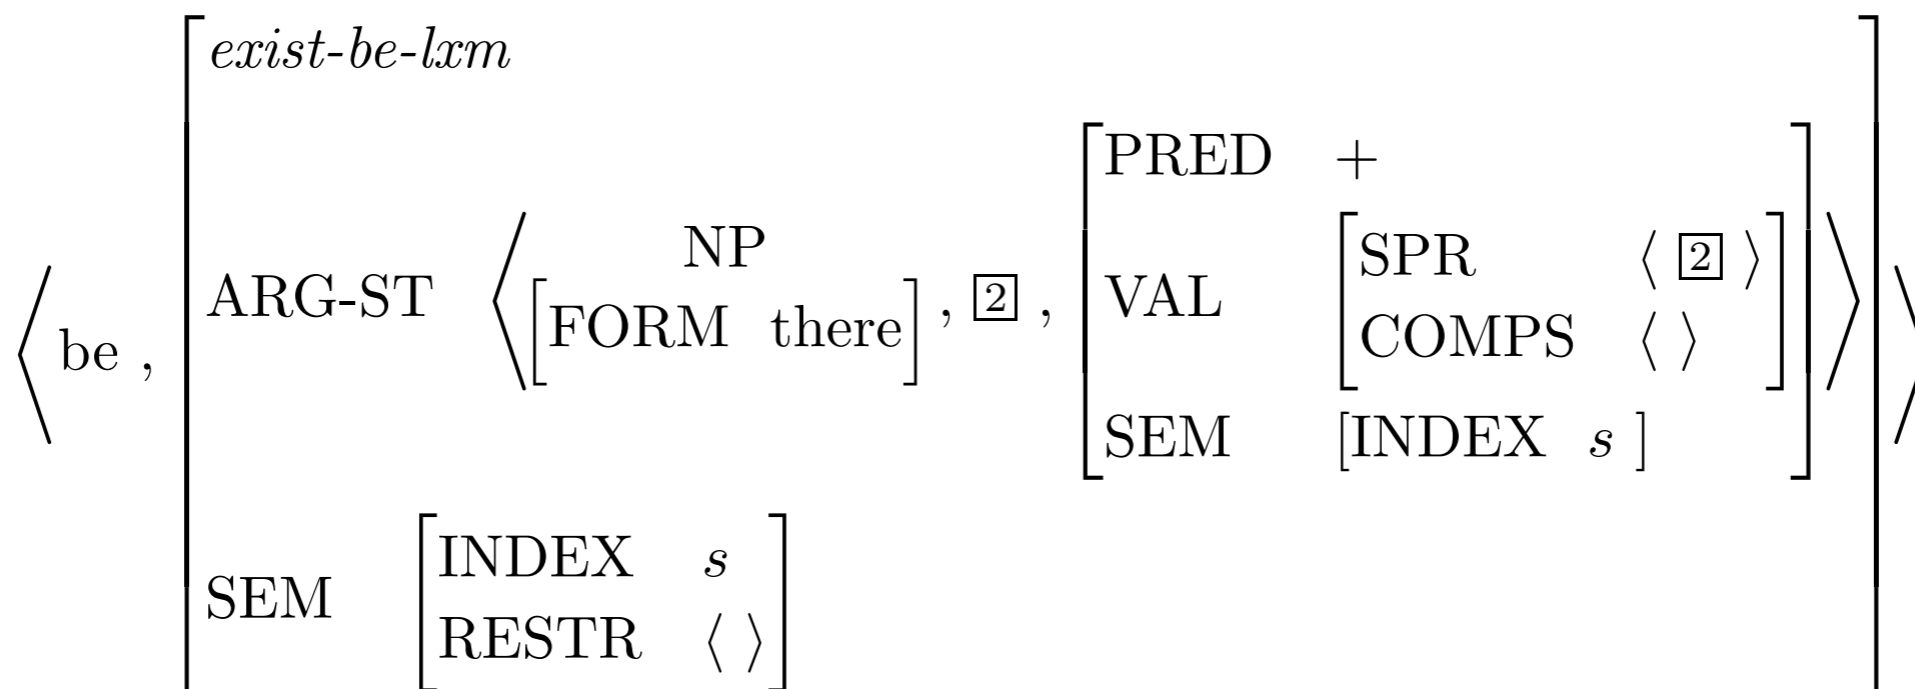 exist-be-lxm
PRED +
NP
SPR ⟨ 2 ⟩
ARG-ST ⟨ [FORM there] , 2 , VAL
COMPS ⟨ ⟩
⟨ be ,
SEM [INDEX s ]
INDEX s
SEM
RESTR ⟨ ⟩